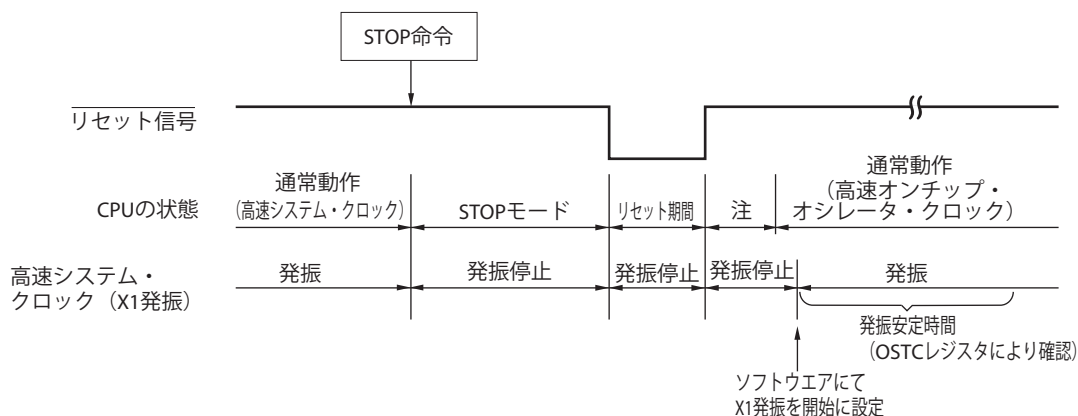 STOP命令
リセット信号
CPUの状態
通常動作
(高速システム・クロック)
STOPモード
リセット期間
注
通常動作
(高速オンチップ・
オシレータ・クロック)
高速システム・
クロック（X1発振）
発振
発振停止
発振停止
発振停止
発振
発振安定時間
（OSTCレジスタにより確認）
ソフトウエアにて
X1発振を開始に設定